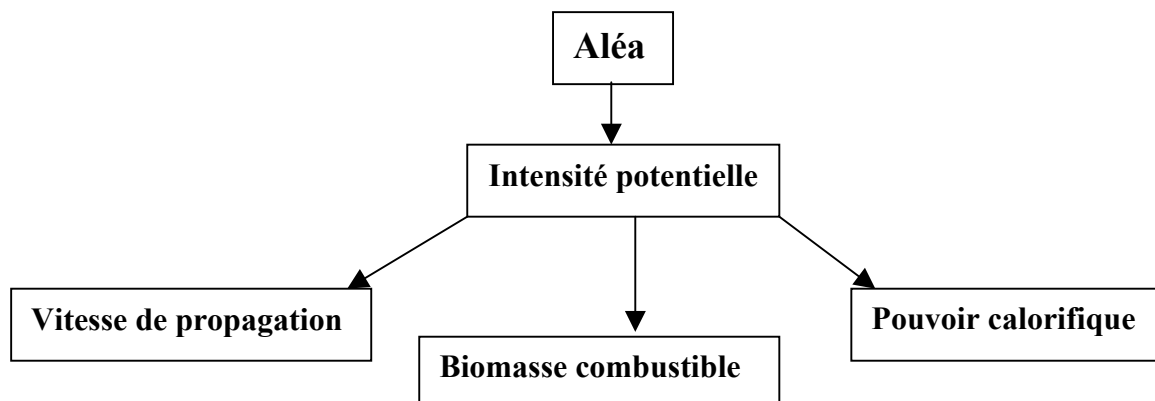 Aléa
Intensité potentielle
Vitesse de propagation
Pouvoir calorifique
Biomasse combustible